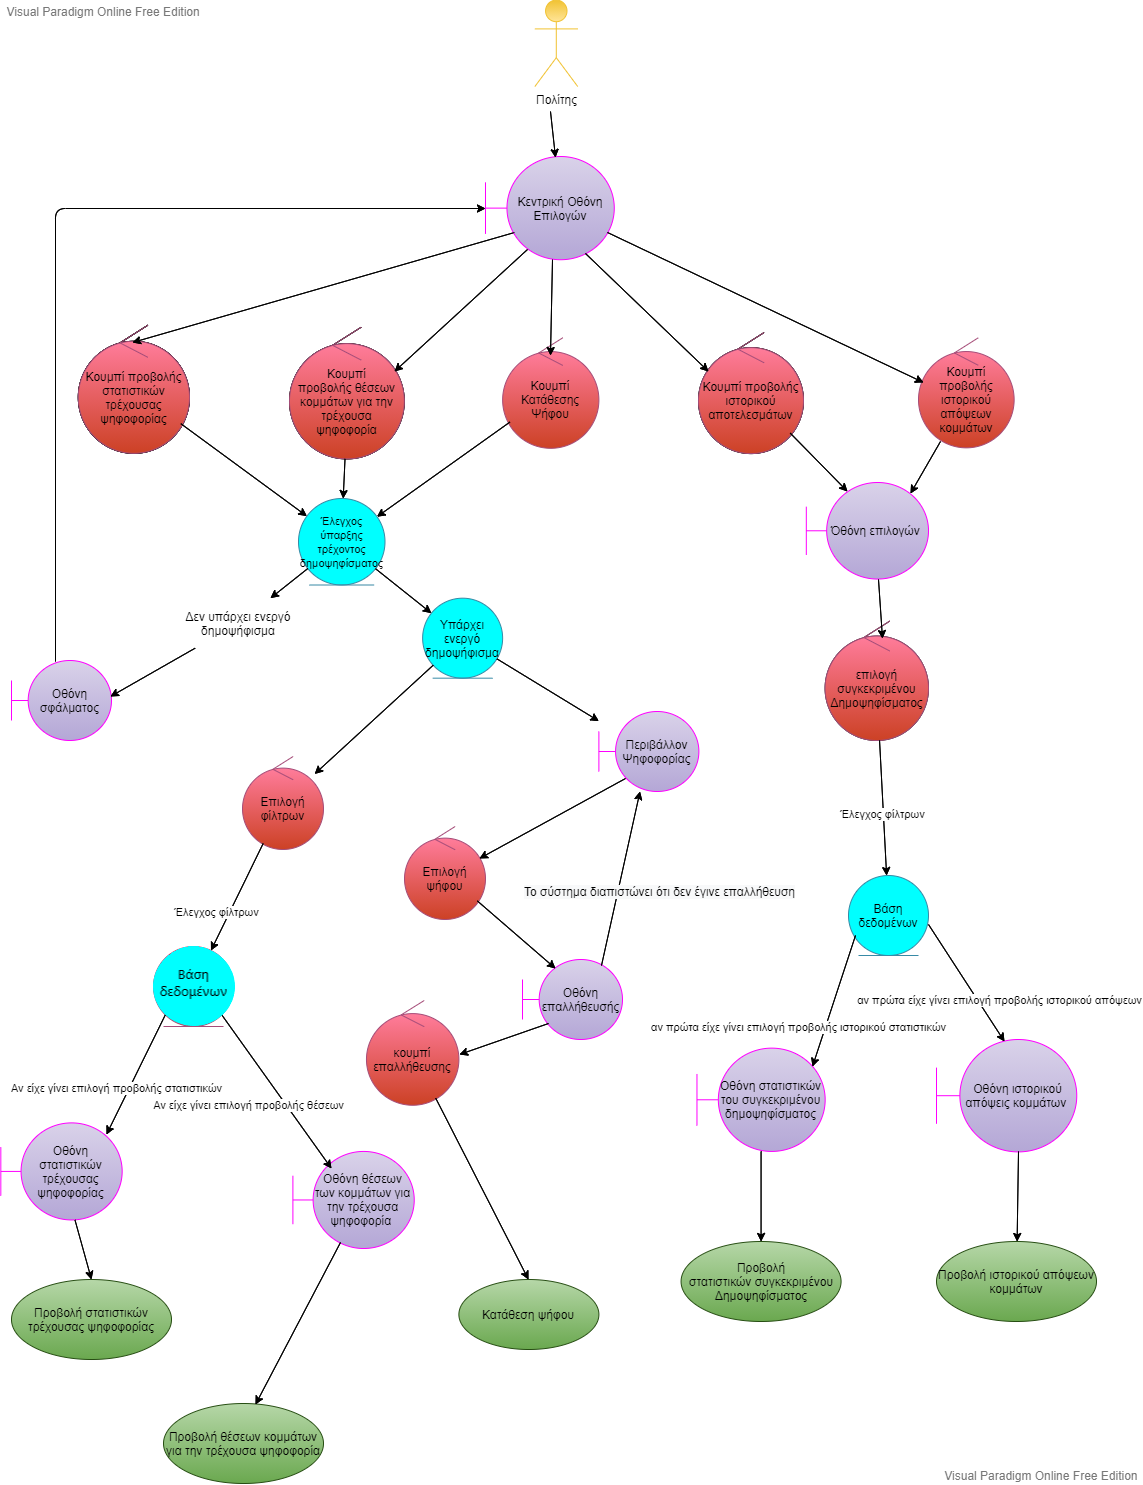 Visual Paradigm Online Free Edition
Πολίτης
Κεντρική Οθόνη
Επιλογών
Κουμπί προβολής
στατιστικών
τρέχουσας
ψηφοφορίας
Κουμπί
προβολής θέσεων
κομμάτων για την
τρέχουσα
ψηφοφορία
Κουμπί
Κατάθεσης
Ψήφου
Κουμπί προβολής
ιστορικού
αποτελεσμάτων
Κουμπί
προβολής
ιστορικού
απόψεων
κομμάτων
Έλεγχος
ύπαρξης
τρέχοντος
δημοψηφίσματος
Όθόνη επιλογών
Δεν υπάρχει ενεργό
δημοψήφισμα
Υπάρχει
ενεργό
δημοψήφισμα
Οθόνη
σφάλματος
επιλογή
συγκεκριμένου
Δημοψηφίσματος
Περιβάλλον
Ψηφοφορίας
Επιλογή
φίλτρων
Έλεγχος φίλτρων
Επιλογή
ψήφου
Το σύστημα διαπιστώνει ότι δεν έγινε επαλλήθευση
Έλεγχος φίλτρων
Βάση
δεδομένων
Βάση
δεδομένων
Οθόνη
επαλλήθευσής
αν πρώτα είχε γίνει επιλογή προβολής ιστορικού απόψεων
αν πρώτα είχε γίνει επιλογή προβολής ιστορικού στατιστικών
κουμπί
επαλλήθευσης
Αν είχε γίνει επιλογή προβολής στατιστικών
Αν είχε γίνει επιλογή προβολής θέσεων
Οθόνη στατιστικών
του συγκεκριμένου
δημοψηφίσματος
Οθόνη ιστορικού
απόψεις κομμάτων
Οθόνη
στατιστικών
τρέχουσας
ψηφοφορίας
Οθόνη θέσεων
των κομμάτων για
την τρέχουσα
ψηφοφορία
Προβολή
στατιστικών συγκεκριμένου
Δημοψηφίσματος
Προβολή ιστορικού απόψεων
κομμάτων
Προβολή στατιστικών
τρέχουσας ψηφοφορίας
Κατάθεση ψήφου
Προβολή θέσεων κομμάτων
για την τρέχουσα ψηφοφορία
Visual Paradigm Online Free Edition